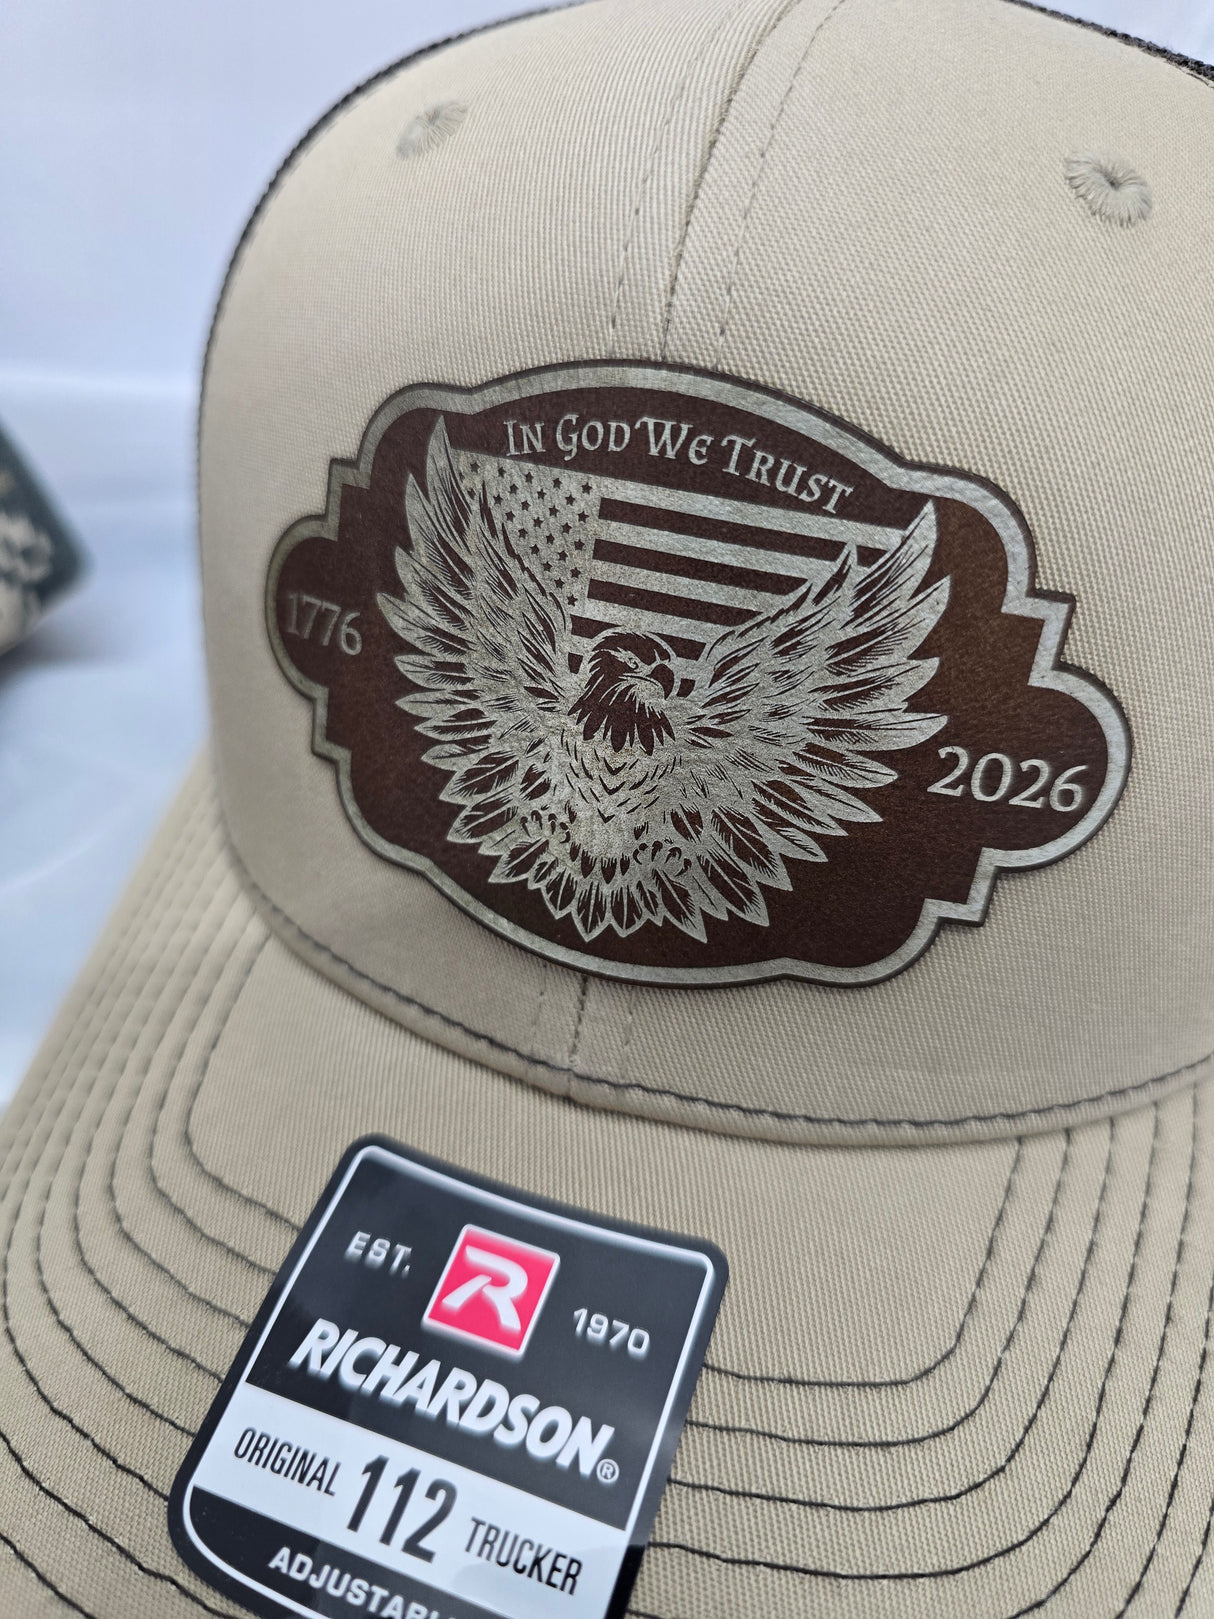 In God We Trust
1776
2026
EST. R 1970
RICHARDSON®
ORIGINAL 112 TRUCKER